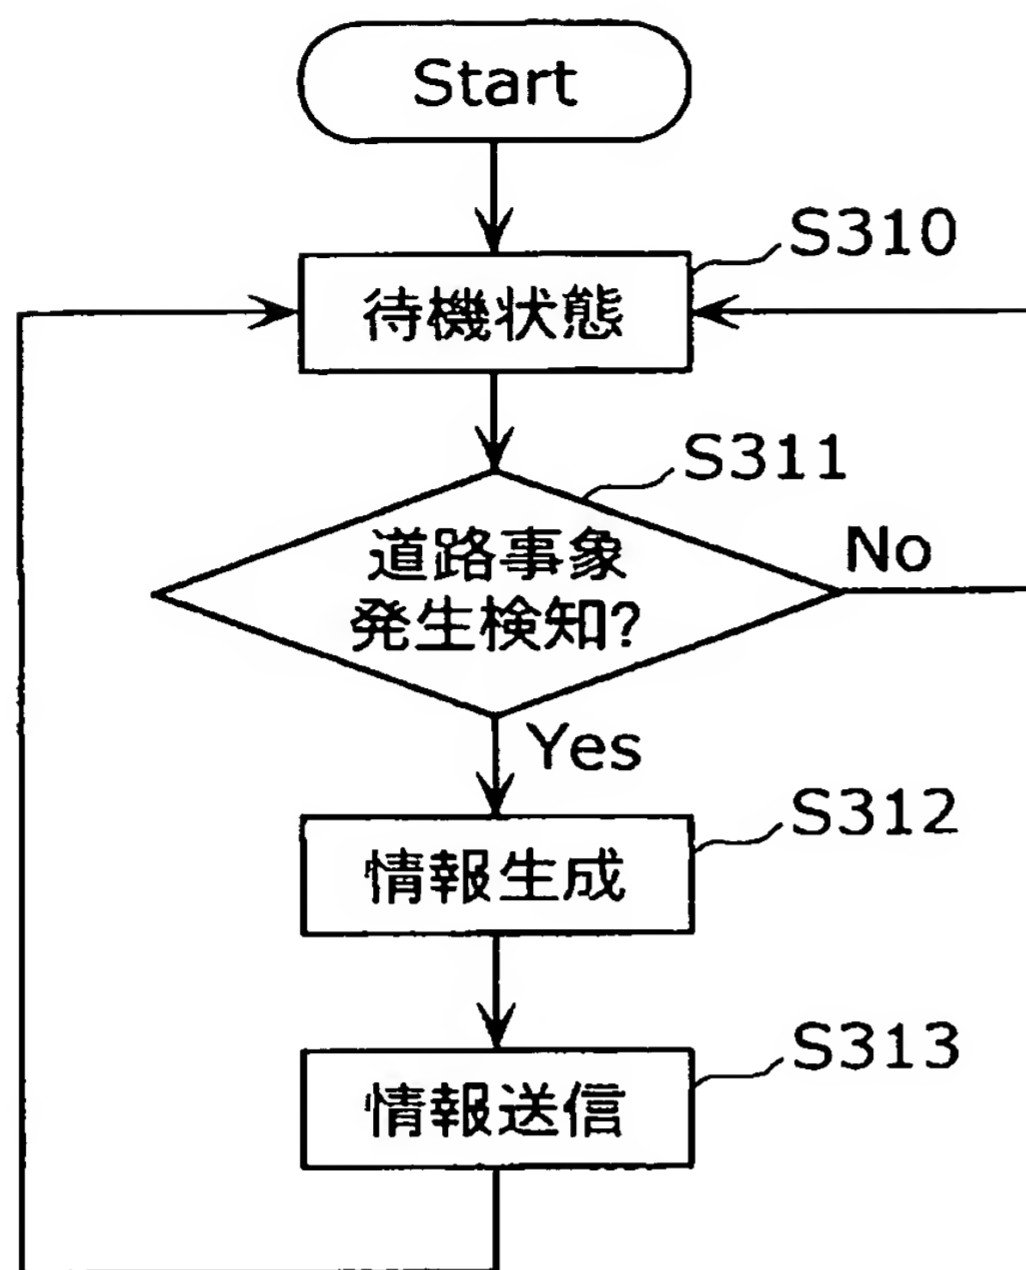 Start
S310
待機状態
S311
道路事象
発生検知?
No
Yes
S312
情報生成
S313
情報送信